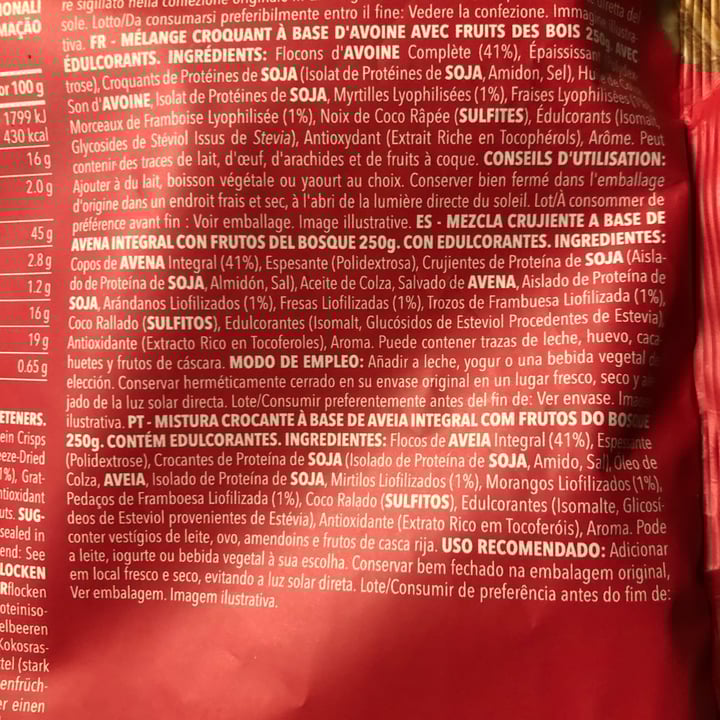 IONALI
MAÇÃO
or 100 g
1799 kJ
430 kcal
16 g
2.0 g
45 g
2.8 g
1.2 g
16 g
19 g
0.65 g
ETENERS.
ein Crisps
eeze-Dried
1%), Grat-
ntioxidant
uts. SUG-
sealed in
end: See
LOCKEN
Rflocken
oteiniso-
elbeeren
Kokosras-
tel (stark
enfrüch-
er einen
re sigillato nella confezione
sole. Lotto/Da consumarsi preferibilmente entro il fine: Vedere la confezione. Immagine illustra-
tiva. FR - MÉLANGE CROQUANT À BASE D'AVOINE AVEC FRUITS DES BOIS 250g. AVEC
ÉDULCORANTS. INGRÉDIENTS: Flocons d'AVOINE Complète (41%), Épaississant
trose), Croquants de Protéines de SOJA (Isolat de Protéines de SOJA, Amidon, Sel),
Son d'AVOINE, Isolat de Protéines de SOJA, Myrtilles Lyophilisées (1%), Fraises Lyophilisées
Morceaux de Framboise Lyophilisée (1%), Noix de Coco Râpée (SULFITES), Édulcorants (Isomalt,
Glycosides de Stéviol Issus de Stevia), Antioxydant (Extrait Riche en Tocophérols), Arôme. Peut
contenir des traces de lait, d'œuf, d'arachides et de fruits à coque. CONSEILS D'UTILISATION:
Ajouter à du lait, boisson végétale ou yaourt au choix. Conserver bien fermé dans l'emballage
d'origine dans un endroit frais et sec, à l'abri de la lumière directe du soleil. Lot/À consommer de
préférence avant fin : Voir emballage. Image illustrative. ES - MEZCLA CRUJIENTE A BASE DE
AVENA INTEGRAL CON FRUTOS DEL BOSQUE 250g. CON EDULCORANTES. INGREDIENTES:
Copos de AVENA Integral (41%), Espesante (Polidextrosa), Crujientes de Proteína de SOJA (Aisla-
do de Proteína de SOJA, Almidón, Sal), Aceite de Colza, Salvado de AVENA, Aislado de Proteína de
SOJA, Arándanos Liofilizados (1%), Fresas Liofilizadas (1%), Trozos de Frambuesa Liofilizada (1%),
Coco Rallado (SULFITOS), Edulcorantes (Isomalt, Glucósidos de Esteviol Procedentes de Estevia),
Antioxidante (Extracto Rico en Tocoferoles), Aroma. Puede contener trazas de leche, huevo, caca-
huetes y frutos de cáscara. MODO DE EMPLEO: Añadir a leche, yogur o una bebida vegetal a
elección. Conservar herméticamente cerrado en su envase original en un lugar fresco, seco y ale-
jado de la luz solar directa. Lote/Consumir preferentemente antes del fin de: Ver envase. Imagen
ilustrativa. PT - MISTURA CROCANTE À BASE DE AVEIA INTEGRAL COM FRUTOS DO BOSQUE
250g. CONTÉM EDULCORANTES. INGREDIENTES: Flocos de AVEIA Integral (41%), Espessante
(Polidextrose), Crocantes de Proteína de SOJA (Isolado de Proteína de SOJA, Amido, Sal), Óleo de
Colza, AVEIA, Isolado de Proteína de SOJA, Mirtilos Liofilizados (1%), Morangos Liofilizados (1%),
Pedaços de Framboesa Liofilizada (1%), Coco Ralado (SULFITOS), Edulcorantes (Isomalte, Glicosí-
deos de Esteviol provenientes de Estévia), Antioxidante (Extrato Rico em Tocoferóis), Aroma. Pode
conter vestígios de leite, ovo, amendoins e frutos de casca rija. USO RECOMENDADO: Adicionar
a leite, iogurte ou bebida vegetal à sua escolha. Conservar bem fechado na embalagem original,
em local fresco e seco, evitando a luz solar direta. Lote/Consumir de preferência antes do fim de:
Ver embalagem. Imagem ilustrativa.